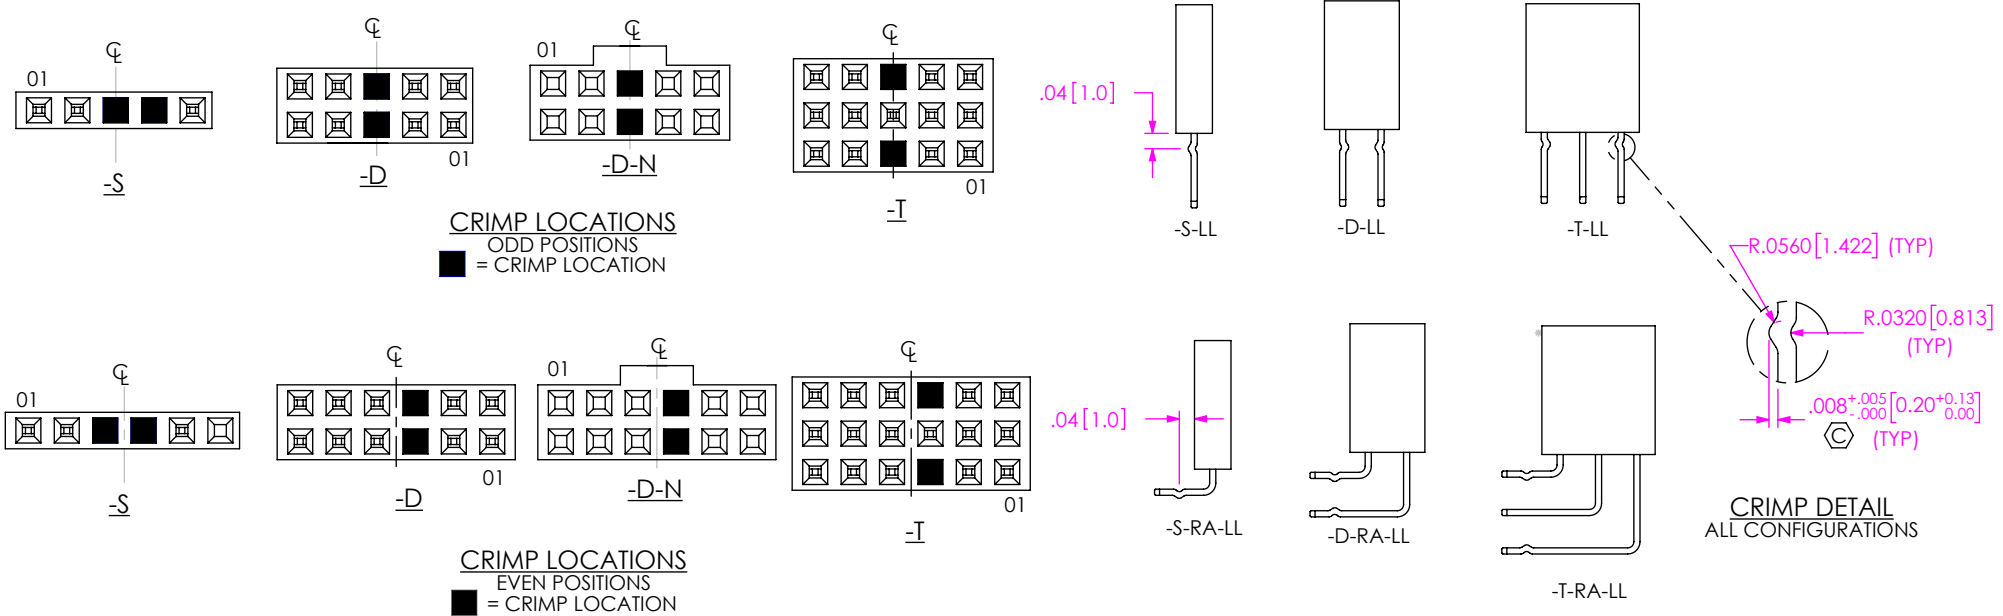 ℄
01
-S
℄
01
-D
℄
01
-D-N
℄
01
-T
CRIMP LOCATIONS
ODD POSITIONS
= CRIMP LOCATION
.04[1.0]
-S-LL
-D-LL
-T-LL
R.0560[1.422] (TYP)
R.0320[0.813]
(TYP)
.008+.005-.000[0.20+0.13 0.00]
C (TYP)
CRIMP DETAIL
ALL CONFIGURATIONS
℄
01
-S
℄
01
-D
℄
01
-D-N
℄
01
-T
CRIMP LOCATIONS
EVEN POSITIONS
= CRIMP LOCATION
.04[1.0]
-S-RA-LL
-D-RA-LL
*
-T-RA-LL